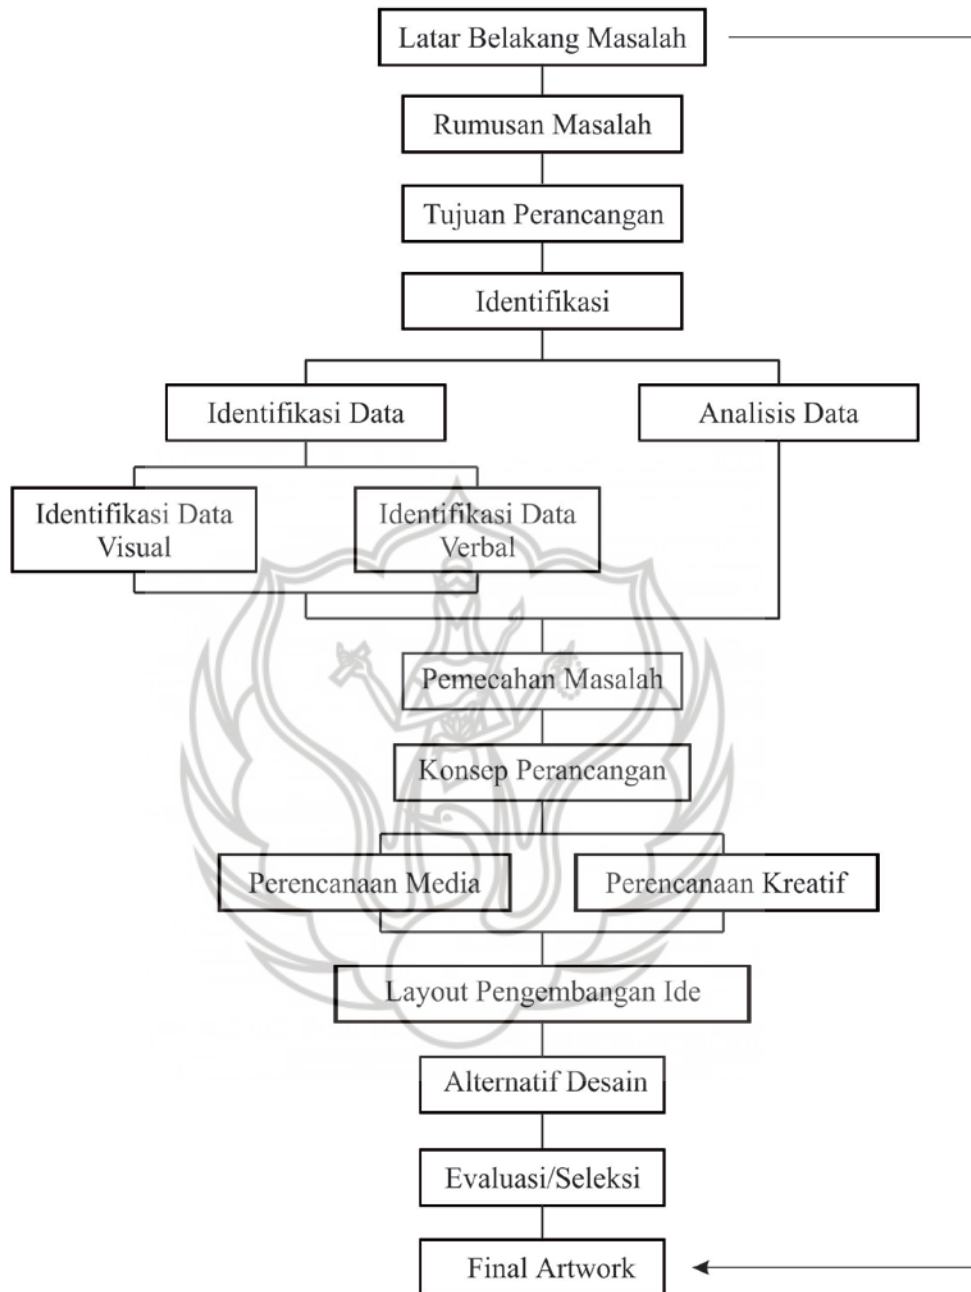 Latar Belakang Masalah
Rumusan Masalah
Tujuan Perancangan
Identifikasi
Identifikasi Data
Analisis Data
Identifikasi Data
Visual
Identifikasi Data
Verbal
Pemecahan Masalah
Konsep Perancangan
Perencanaan Media
Perencanaan Kreatif
Layout Pengembangan Ide
Alternatif Desain
Evaluasi/Seleksi
Final Artwork